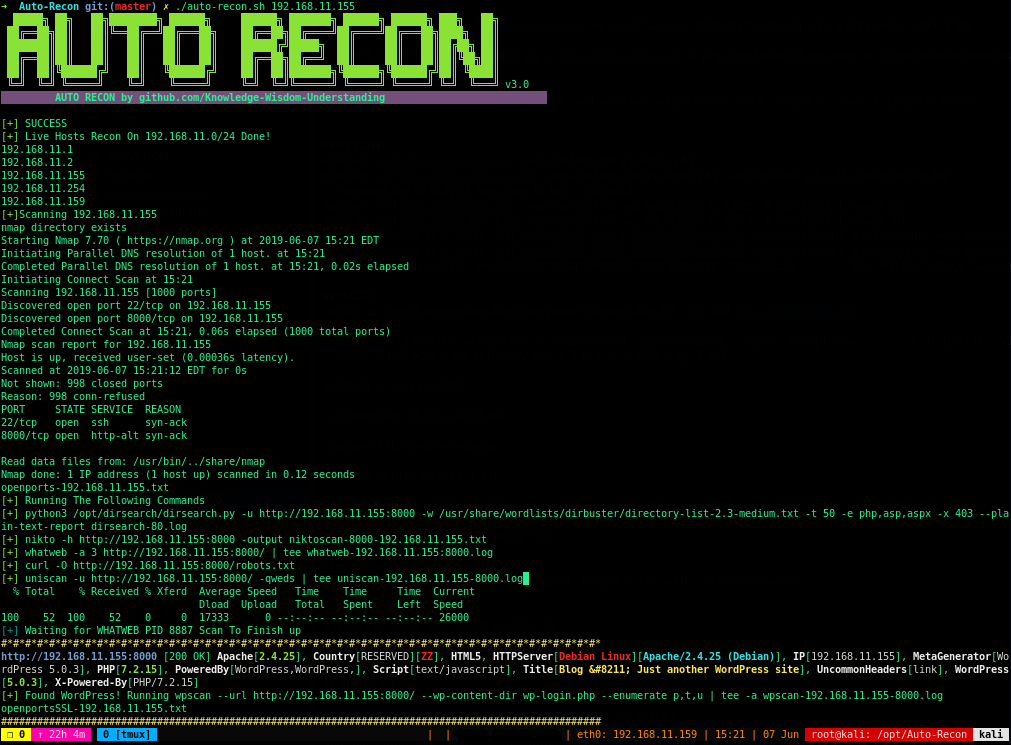 →  Auto-Recon git:(master) ✗ ./auto-recon.sh 192.168.11.155
AUTO RECON
v3.0
AUTO RECON by github.com/Knowledge-Wisdom-Understanding
[+] SUCCESS
[+] Live Hosts Recon On 192.168.11.0/24 Done!
192.168.11.1
192.168.11.2
192.168.11.155
192.168.11.254
192.168.11.159
[+]Scanning 192.168.11.155
nmap directory exists
Starting Nmap 7.70 ( https://nmap.org ) at 2019-06-07 15:21 EDT
Initiating Parallel DNS resolution of 1 host. at 15:21
Completed Parallel DNS resolution of 1 host. at 15:21, 0.02s elapsed
Initiating Connect Scan at 15:21
Scanning 192.168.11.155 [1000 ports]
Discovered open port 22/tcp on 192.168.11.155
Discovered open port 8000/tcp on 192.168.11.155
Completed Connect Scan at 15:21, 0.06s elapsed (1000 total ports)
Nmap scan report for 192.168.11.155
Host is up, received user-set (0.00036s latency).
Scanned at 2019-06-07 15:21:12 EDT for 0s
Not shown: 998 closed ports
Reason: 998 conn-refused
PORT     STATE SERVICE  REASON
22/tcp   open  ssh      syn-ack
8000/tcp open  http-alt syn-ack
Read data files from: /usr/bin/../share/nmap
Nmap done: 1 IP address (1 host up) scanned in 0.12 seconds
openports-192.168.11.155.txt
[+] Running The Following Commands
[+] python3 /opt/dirsearch/dirsearch.py -u http://192.168.11.155:8000 -w /usr/share/wordlists/dirbuster/directory-list-2.3-medium.txt -t 50 -e php,asp,aspx -x 403 --pla
in-text-report dirsearch-80.log
[+] nikto -h http://192.168.11.155:8000 -output niktoscan-8000-192.168.11.155.txt
[+] whatweb -a 3 http://192.168.11.155:8000/ | tee whatweb-192.168.11.155:8000.log
[+] curl -O http://192.168.11.155:8000/robots.txt
[+] uniscan -u http://192.168.11.155:8000/ -qweds | tee uniscan-192.168.11.155-8000.log
  % Total    % Received % Xferd  Average Speed   Time    Time     Time  Current
                                 Dload  Upload   Total   Spent    Left  Speed
100    52  100    52    0     0  17333      0 --:--:-- --:--:-- --:--:-- 26000
[+] Waiting for WHATWEB PID 8887 Scan To Finish up
#*#*#*#*#*#*#*#*#*#*#*#*#*#*#*#*#*#*#*#*#*#*#*#*#*#*#*#*#*#*#*#*#*#*#*#*#*#*#*#*#*#*#*#*#*#*#*#*#*#*
http://192.168.11.155:8000 [200 OK] Apache[2.4.25], Country[RESERVED][ZZ], HTML5, HTTPServer[Debian Linux][Apache/2.4.25 (Debian)], IP[192.168.11.155], MetaGenerator[Wo
rdPress 5.0.3], PHP[7.2.15], PoweredBy[WordPress,WordPress,], Script[text/javascript], Title[Blog &#8211; Just another WordPress site], UncommonHeaders[link], WordPress
[5.0.3], X-Powered-By[PHP/7.2.15]
[+] Found WordPress! Running wpscan --url http://192.168.11.155:8000/ --wp-content-dir wp-login.php --enumerate p,t,u | tee -a wpscan-192.168.11.155-8000.log
openportsSSL-192.168.11.155.txt
####################################################################################################
❐ 0  ↑ 22h 4m  0 [tmux]  |  |  | eth0: 192.168.11.159 | 15:21 | 07 Jun  root@kali: /opt/Auto-Recon  kali